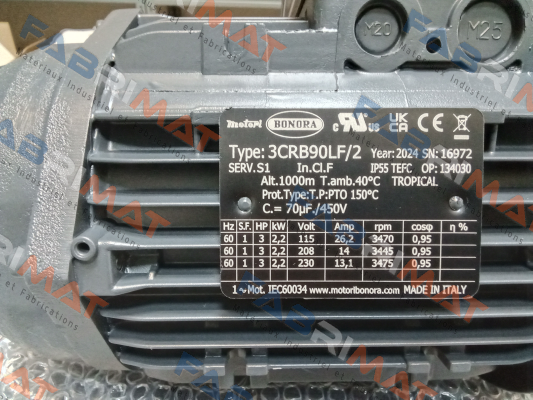 M20 M25
Motori BONORA c UL US UK CA CE
Type: 3CRB90LF/2 Year: 2024 SN: 16972
SERV. S1 In.Cl.F IP55 TEFC OP: 134030
Alt.1000m T.amb.40°C TROPICAL
Prot.Type:T.P:PTO 150°C
C.= 70µF./450V
Hz S.F. HP kW Volt Amp rpm cosφ η %
60 1 3 2,2 115 26,2 3470 0,95
60 1 3 2,2 208 14 3445 0,95
60 1 3 2,2 230 13,1 3475 0,95
1~Mot. IEC60034 www.motoribonora.com MADE IN ITALY
FABRIMAT